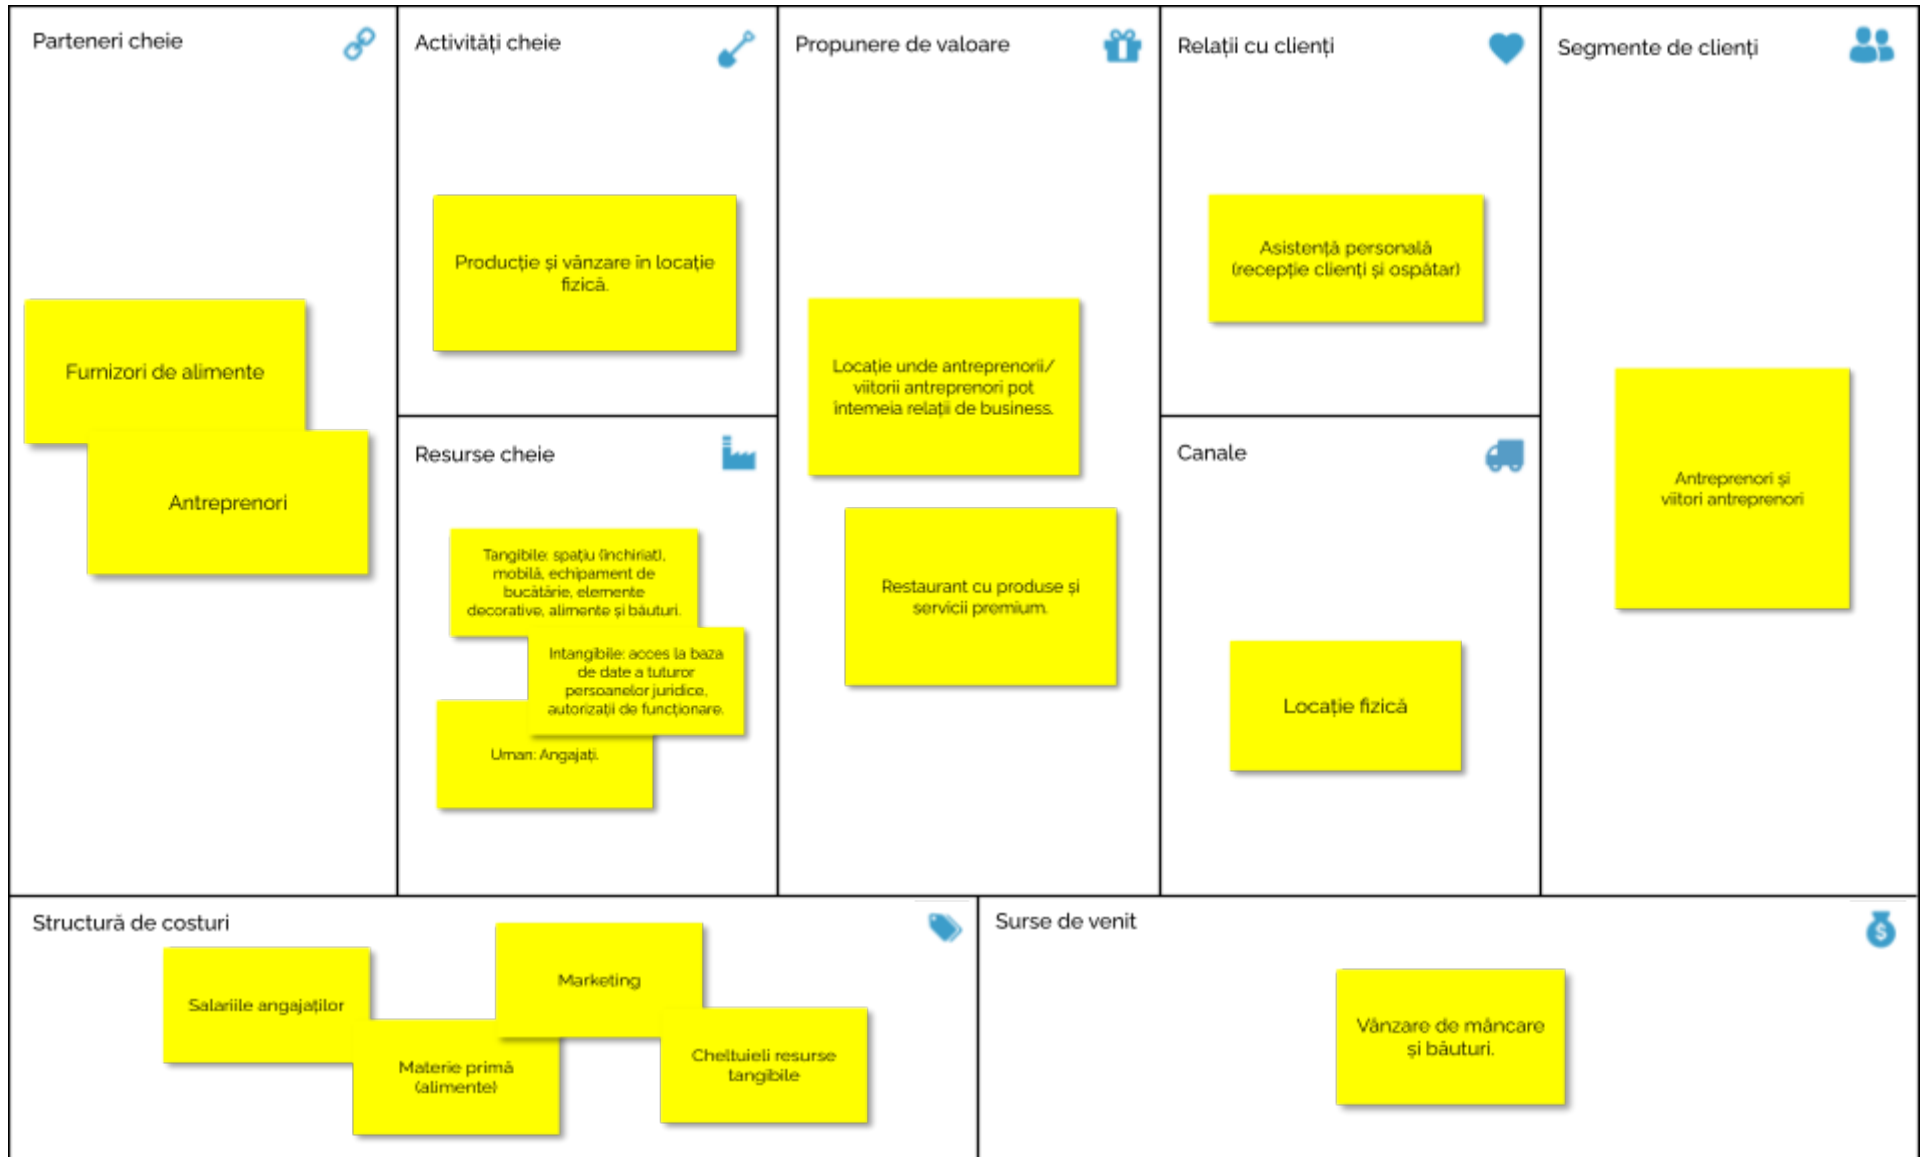 Parteneri cheie
Furnizori de alimente
Antreprenori
Activități cheie
Producție și vânzare în locație
fizică.
Resurse cheie
Tangibile: spațiu (închiriat),
mobilă, echipament de
bucătărie, elemente
decorative, alimente și băuturi.
Intangibile: acces la baza
de date a tuturor
persoanelor juridice,
autorizații de funcționare.
Uman: Angajați.
Propunere de valoare
Locație unde antreprenorii/
viitorii antreprenori pot
întemeia relații de business.
Restaurant cu produse și
servicii premium.
Relații cu clienți
Asistență personală
(recepție clienți și ospătar)
Canale
Locație fizică
Segmente de clienți
Antreprenori și
viitori antreprenori
Structură de costuri
Salariile angajaților
Materie primă
(alimente)
Marketing
Cheltuieli resurse
tangibile
Surse de venit
$
Vânzare de mâncare
și băuturi.